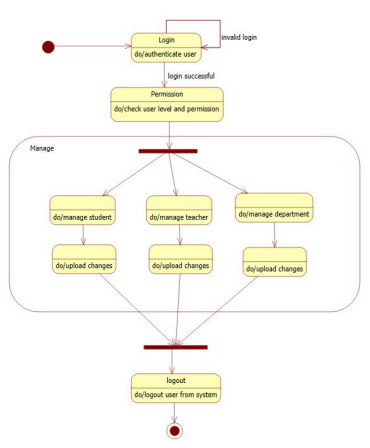 Login
invalid login
do/authenticate user
login successful
Permission
do/check user level and permission
Manage
do/manage student
do/manage teacher
do/manage department
do/upload changes
do/upload changes
do/upload changes
logout
do/logout user from system